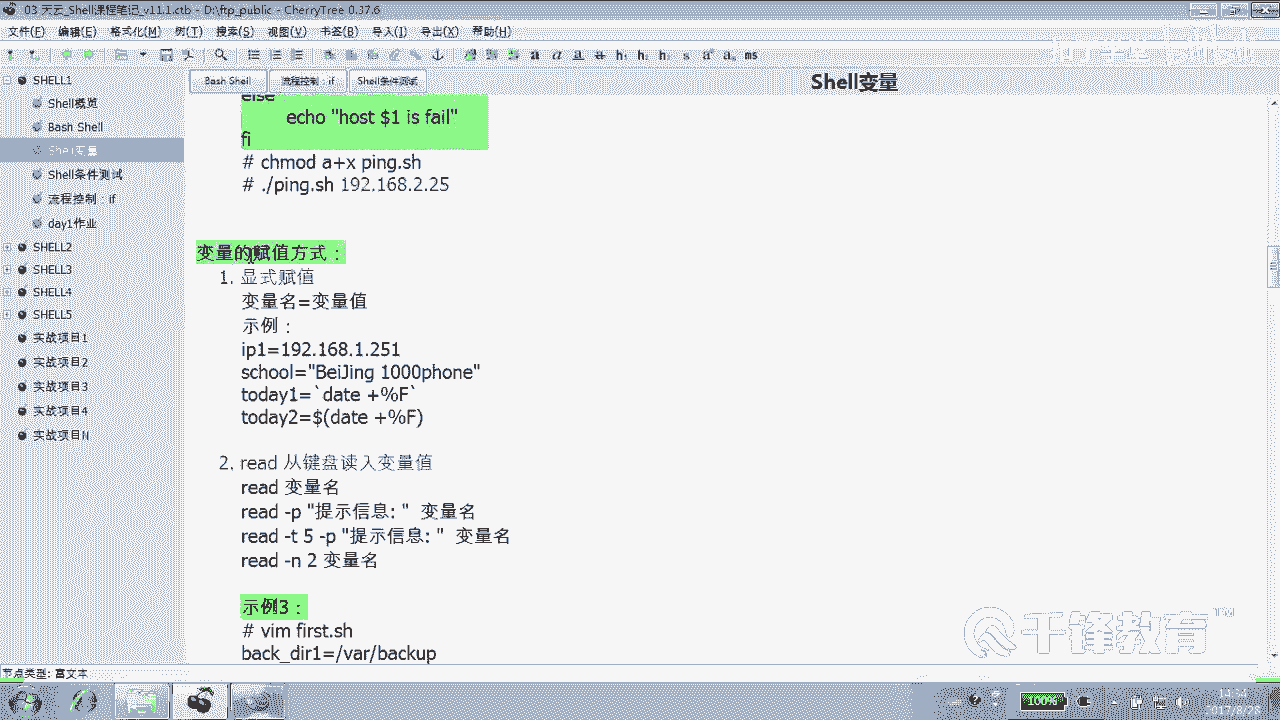 03 天云_Shell课程笔记_v11.1.ctb - D:\ftp_public - CherryTree 0.37.6
文件(F) 编辑(E) 格式化(M) 树(T) 搜索(S) 视图(V) 书签(B) 导入(I) 导出(X) 帮助(H)
SHELL1
Shell概览
Bash Shell
Shell变量
Shell条件测试
流程控制：if
day1作业
SHELL2
SHELL3
SHELL4
SHELL5
实战项目1
实战项目2
实战项目3
实战项目4
实战项目N
Bash Shell 流程控制：if Shell条件测试
Shell变量
else
echo "host $1 is fail"
fi
# chmod a+x ping.sh
# ./ping.sh 192.168.2.25
变量的赋值方式：
1. 显式赋值
变量名=变量值
示例：
ip1=192.168.1.251
school="BeiJing 1000phone"
today1=`date +%F`
today2=$(date +%F)
2. read 从键盘读入变量值
read 变量名
read -p "提示信息: " 变量名
read -t 5 -p "提示信息: " 变量名
read -n 2 变量名
示例3：
# vim first.sh
back_dir1=/var/backup
千锋教育™
节点类型: 富文本
100%
14:34
2017/8/28